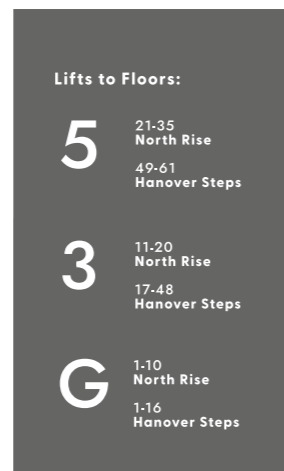 Lifts to Floors:
5
21-35
North Rise
49-61
Hanover Steps
3
11-20
North Rise
17-48
Hanover Steps
G
1-10
North Rise
1-16
Hanover Steps